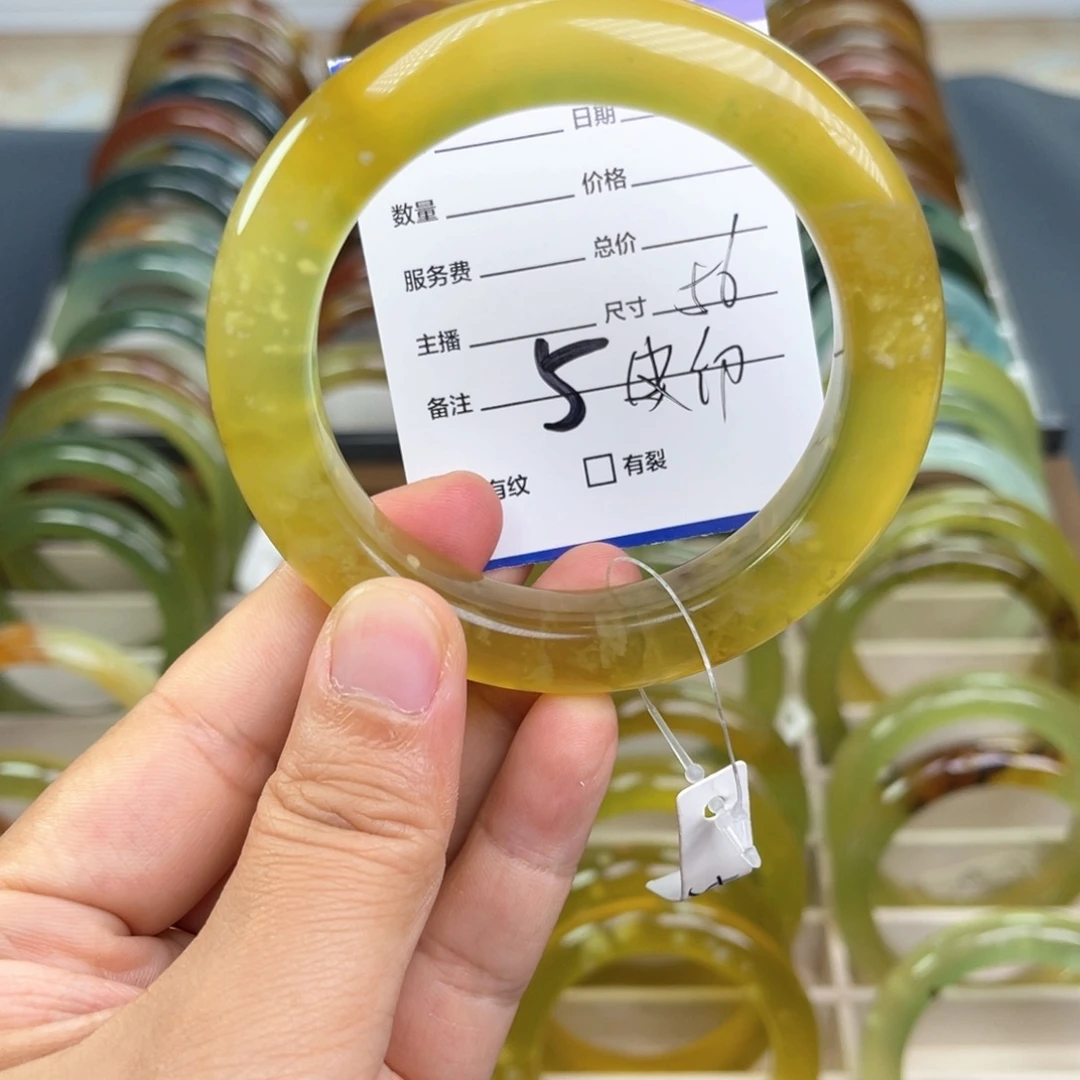 日期
数量 价格
服务费 总价
主播 尺寸 56
备注 5 皮印
有纹 有裂